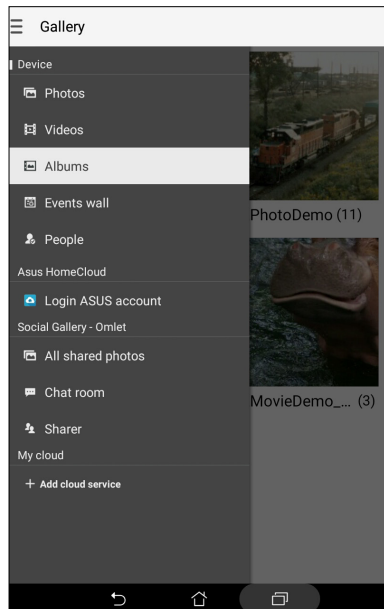 Gallery
Device
Photos
Videos
Albums
Events wall
People
Asus HomeCloud
Login ASUS account
Social Gallery - Omlet
All shared photos
Chat room
Sharer
My cloud
+ Add cloud service
PhotoDemo (11)
MovieDemo_... (3)